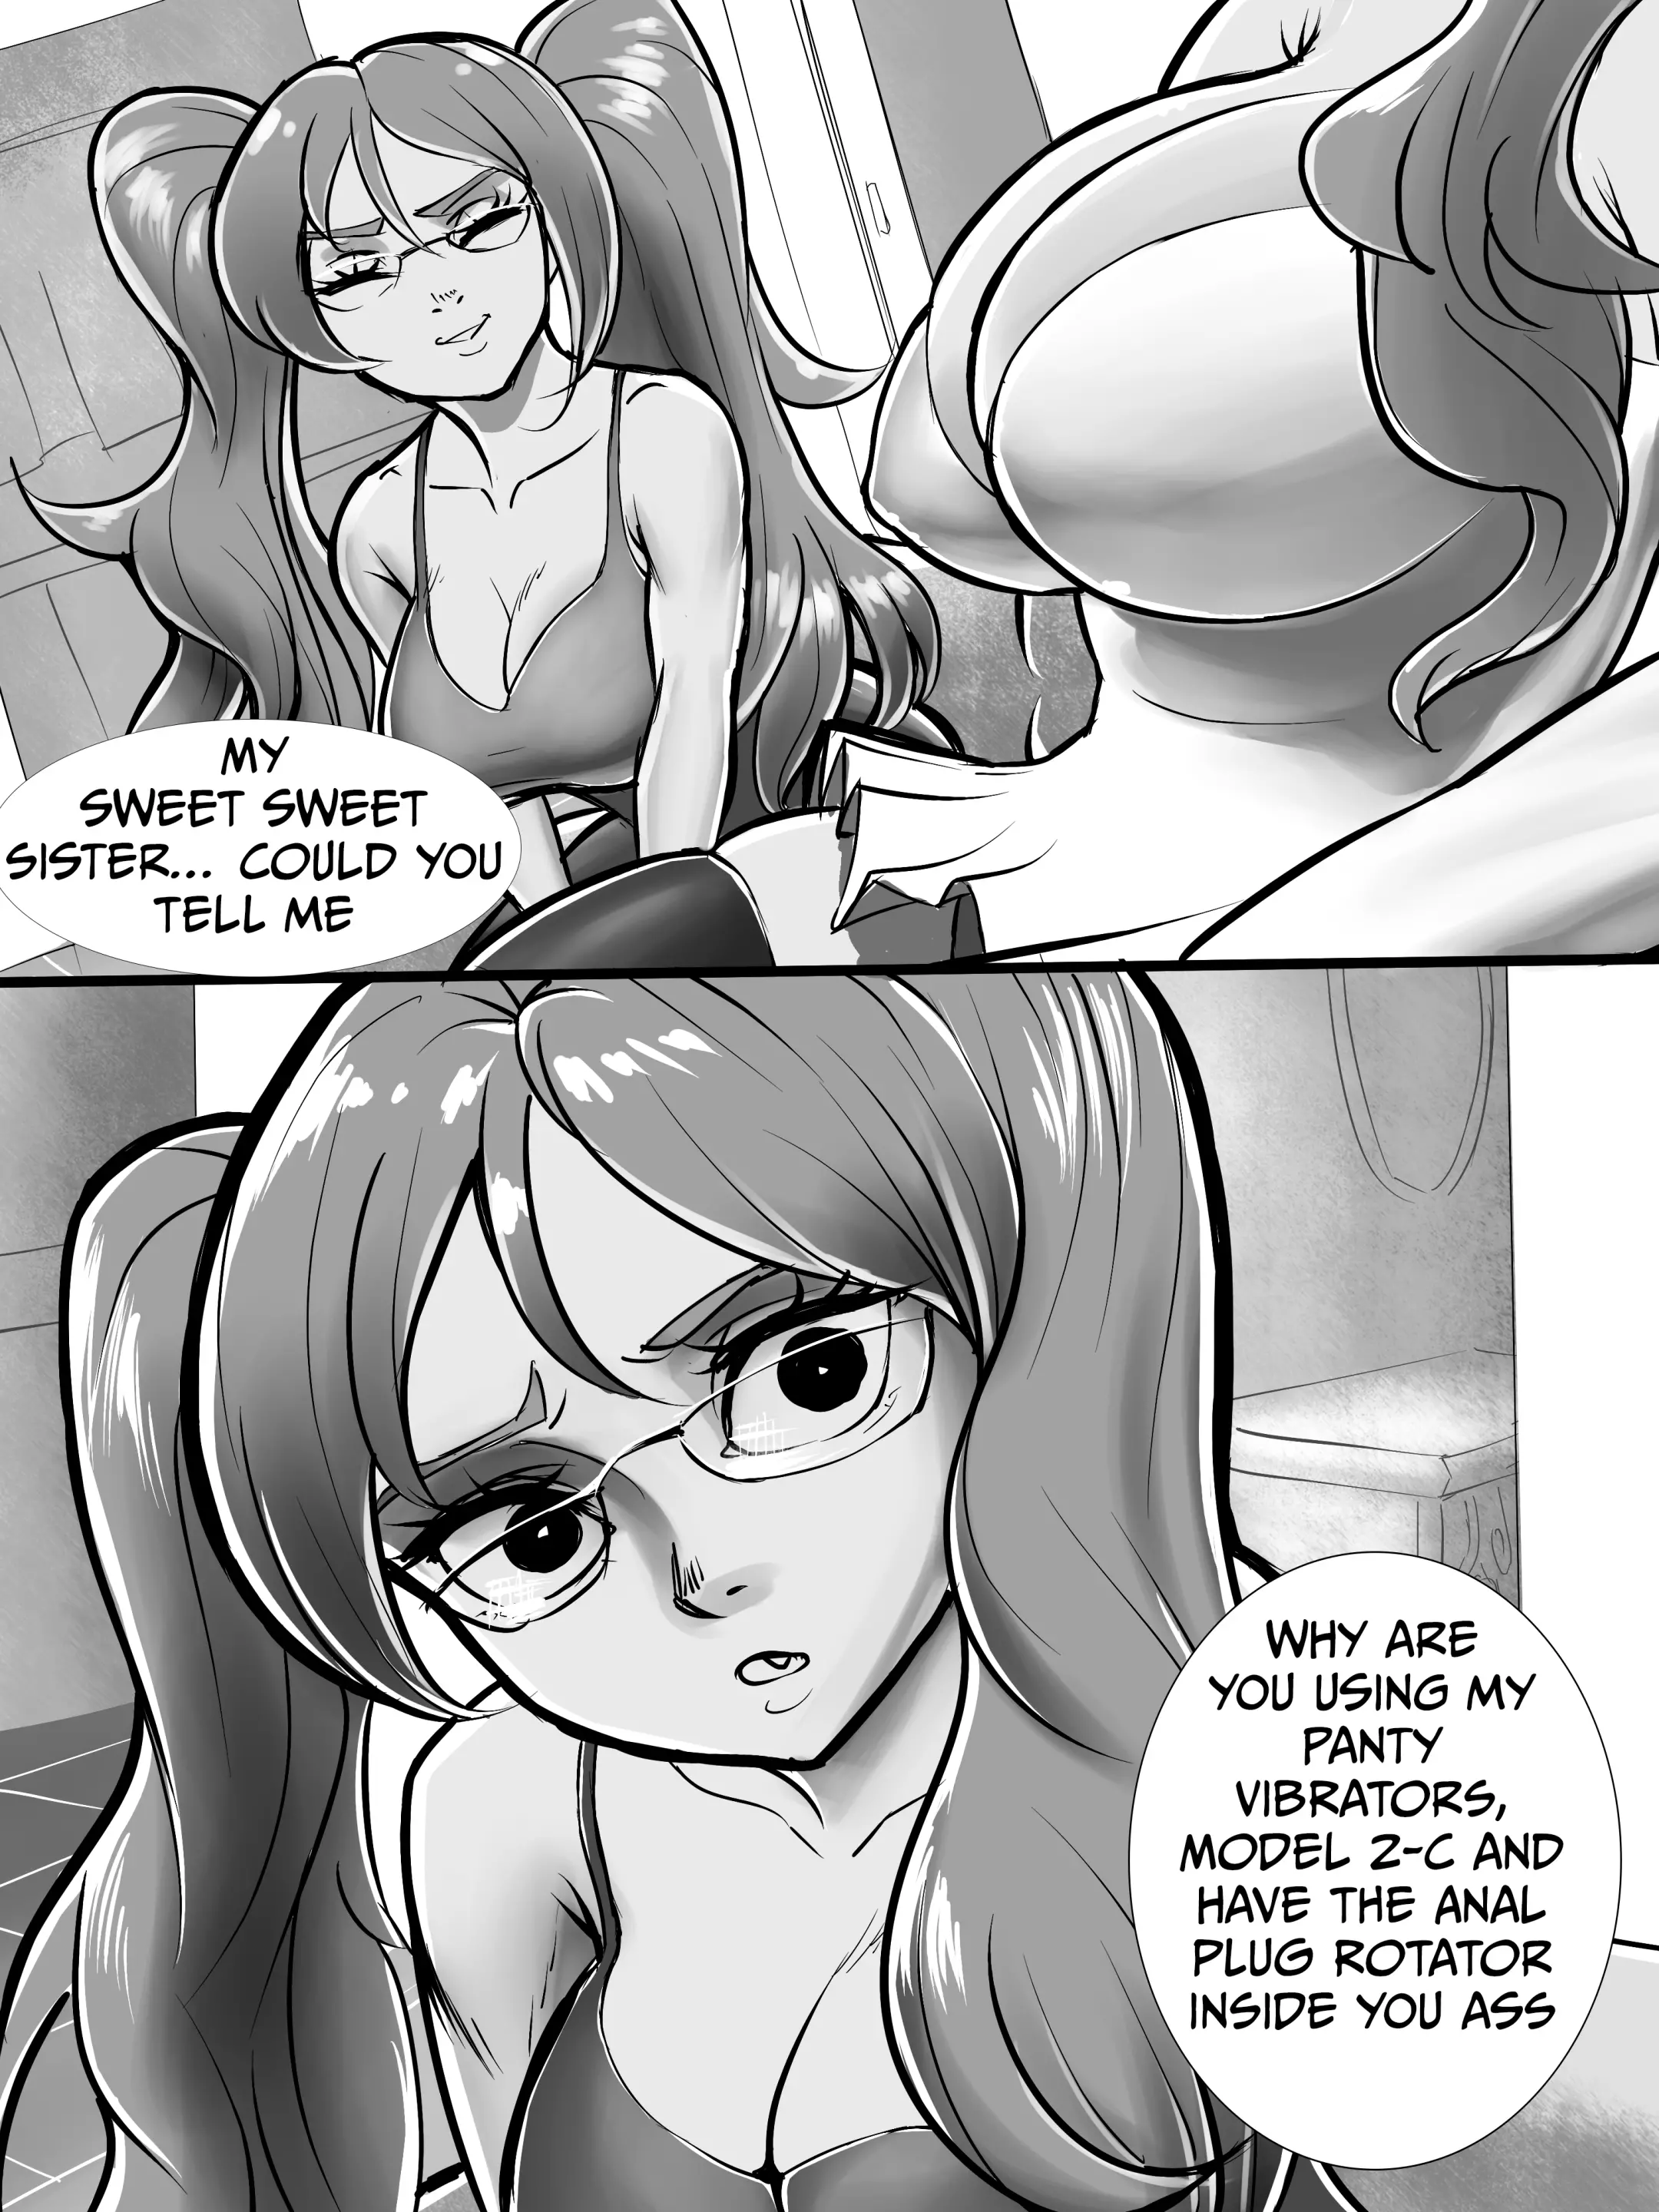 MY
SWEET SWEET
SISTER... COULD YOU
TELL ME
WHY ARE
YOU USING MY
PANTY
VIBRATORS,
MODEL 2-C AND
HAVE THE ANAL
PLUG ROTATOR
INSIDE YOU ASS